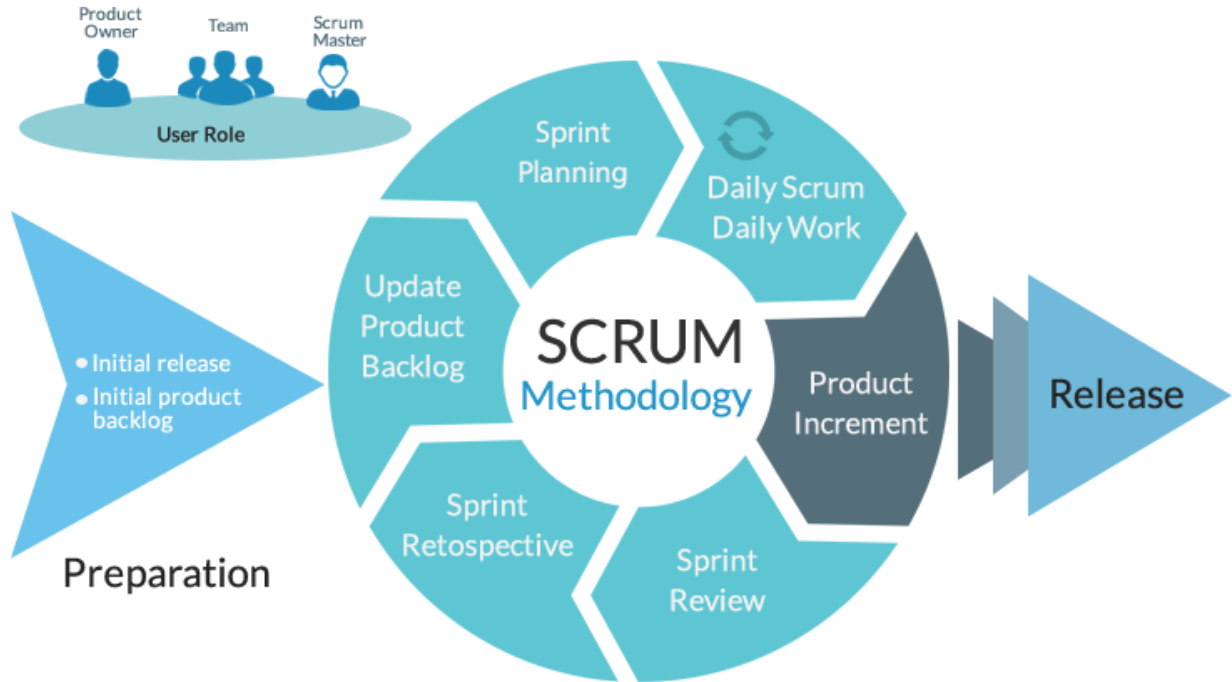 Product
Owner
Team
Scrum
Master
User Role
Sprint
Planning
Daily Scrum
Daily Work
Update
Product
Backlog
SCRUM
Methodology
Product
Increment
Release
Initial release
Initial product
backlog
Sprint
Retospective
Sprint
Review
Preparation